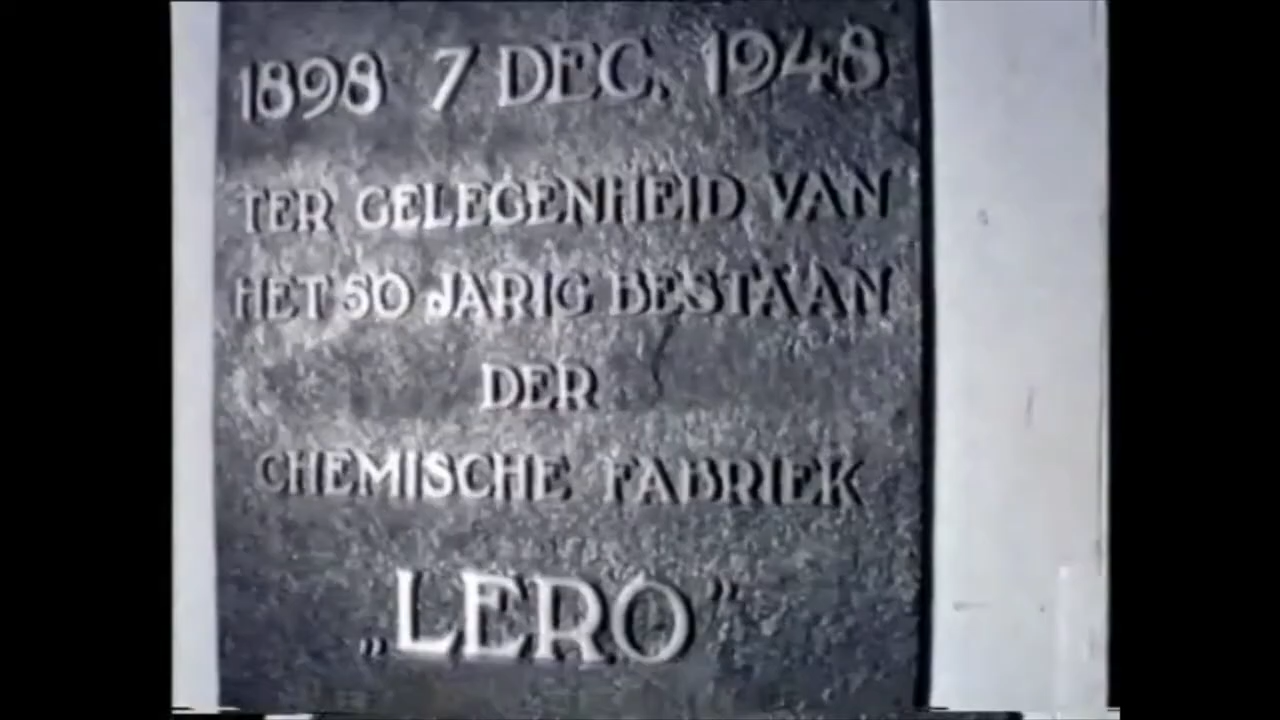 1898 7 DEC. 1948
TER GELEGENHEID VAN
HET 50 JARIG BESTAAN
DER
CHEMISCHE FABRIEK
„LERO”